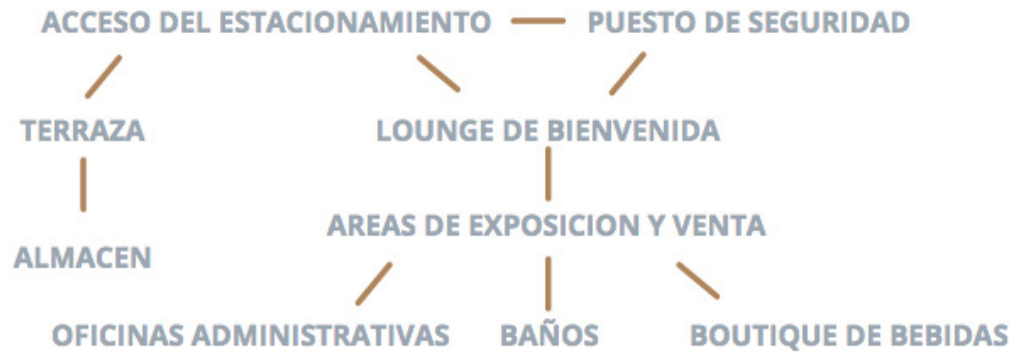 ACCESO DEL ESTACIONAMIENTO PUESTO DE SEGURIDAD
TERRAZA LOUNGE DE BIENVENIDA
AREAS DE EXPOSICION Y VENTA
ALMACEN
OFICINAS ADMINISTRATIVAS BAÑOS BOUTIQUE DE BEBIDAS